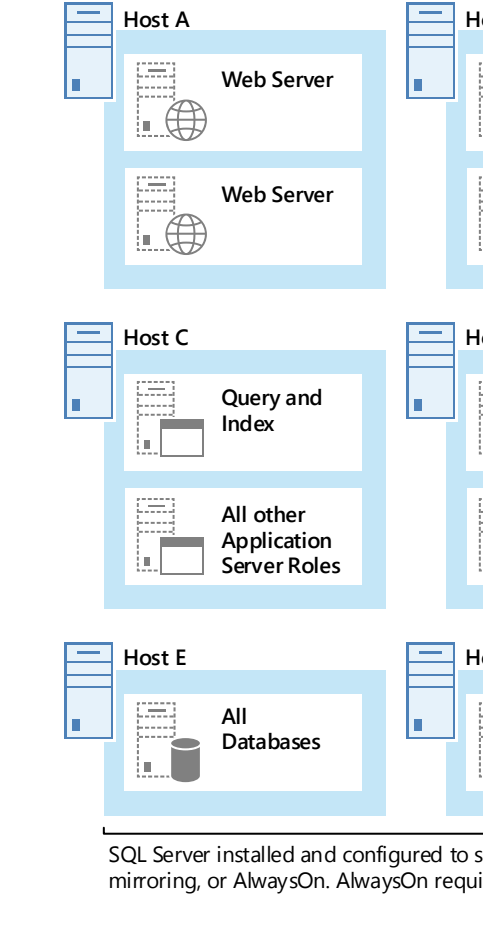 Host A
Web Server
Web Server
Host C
Query and
Index
All other
Application
Server Roles
Host E
All
Databases
SQL Server installed and configured to
mirroring, or AlwaysOn. AlwaysOn